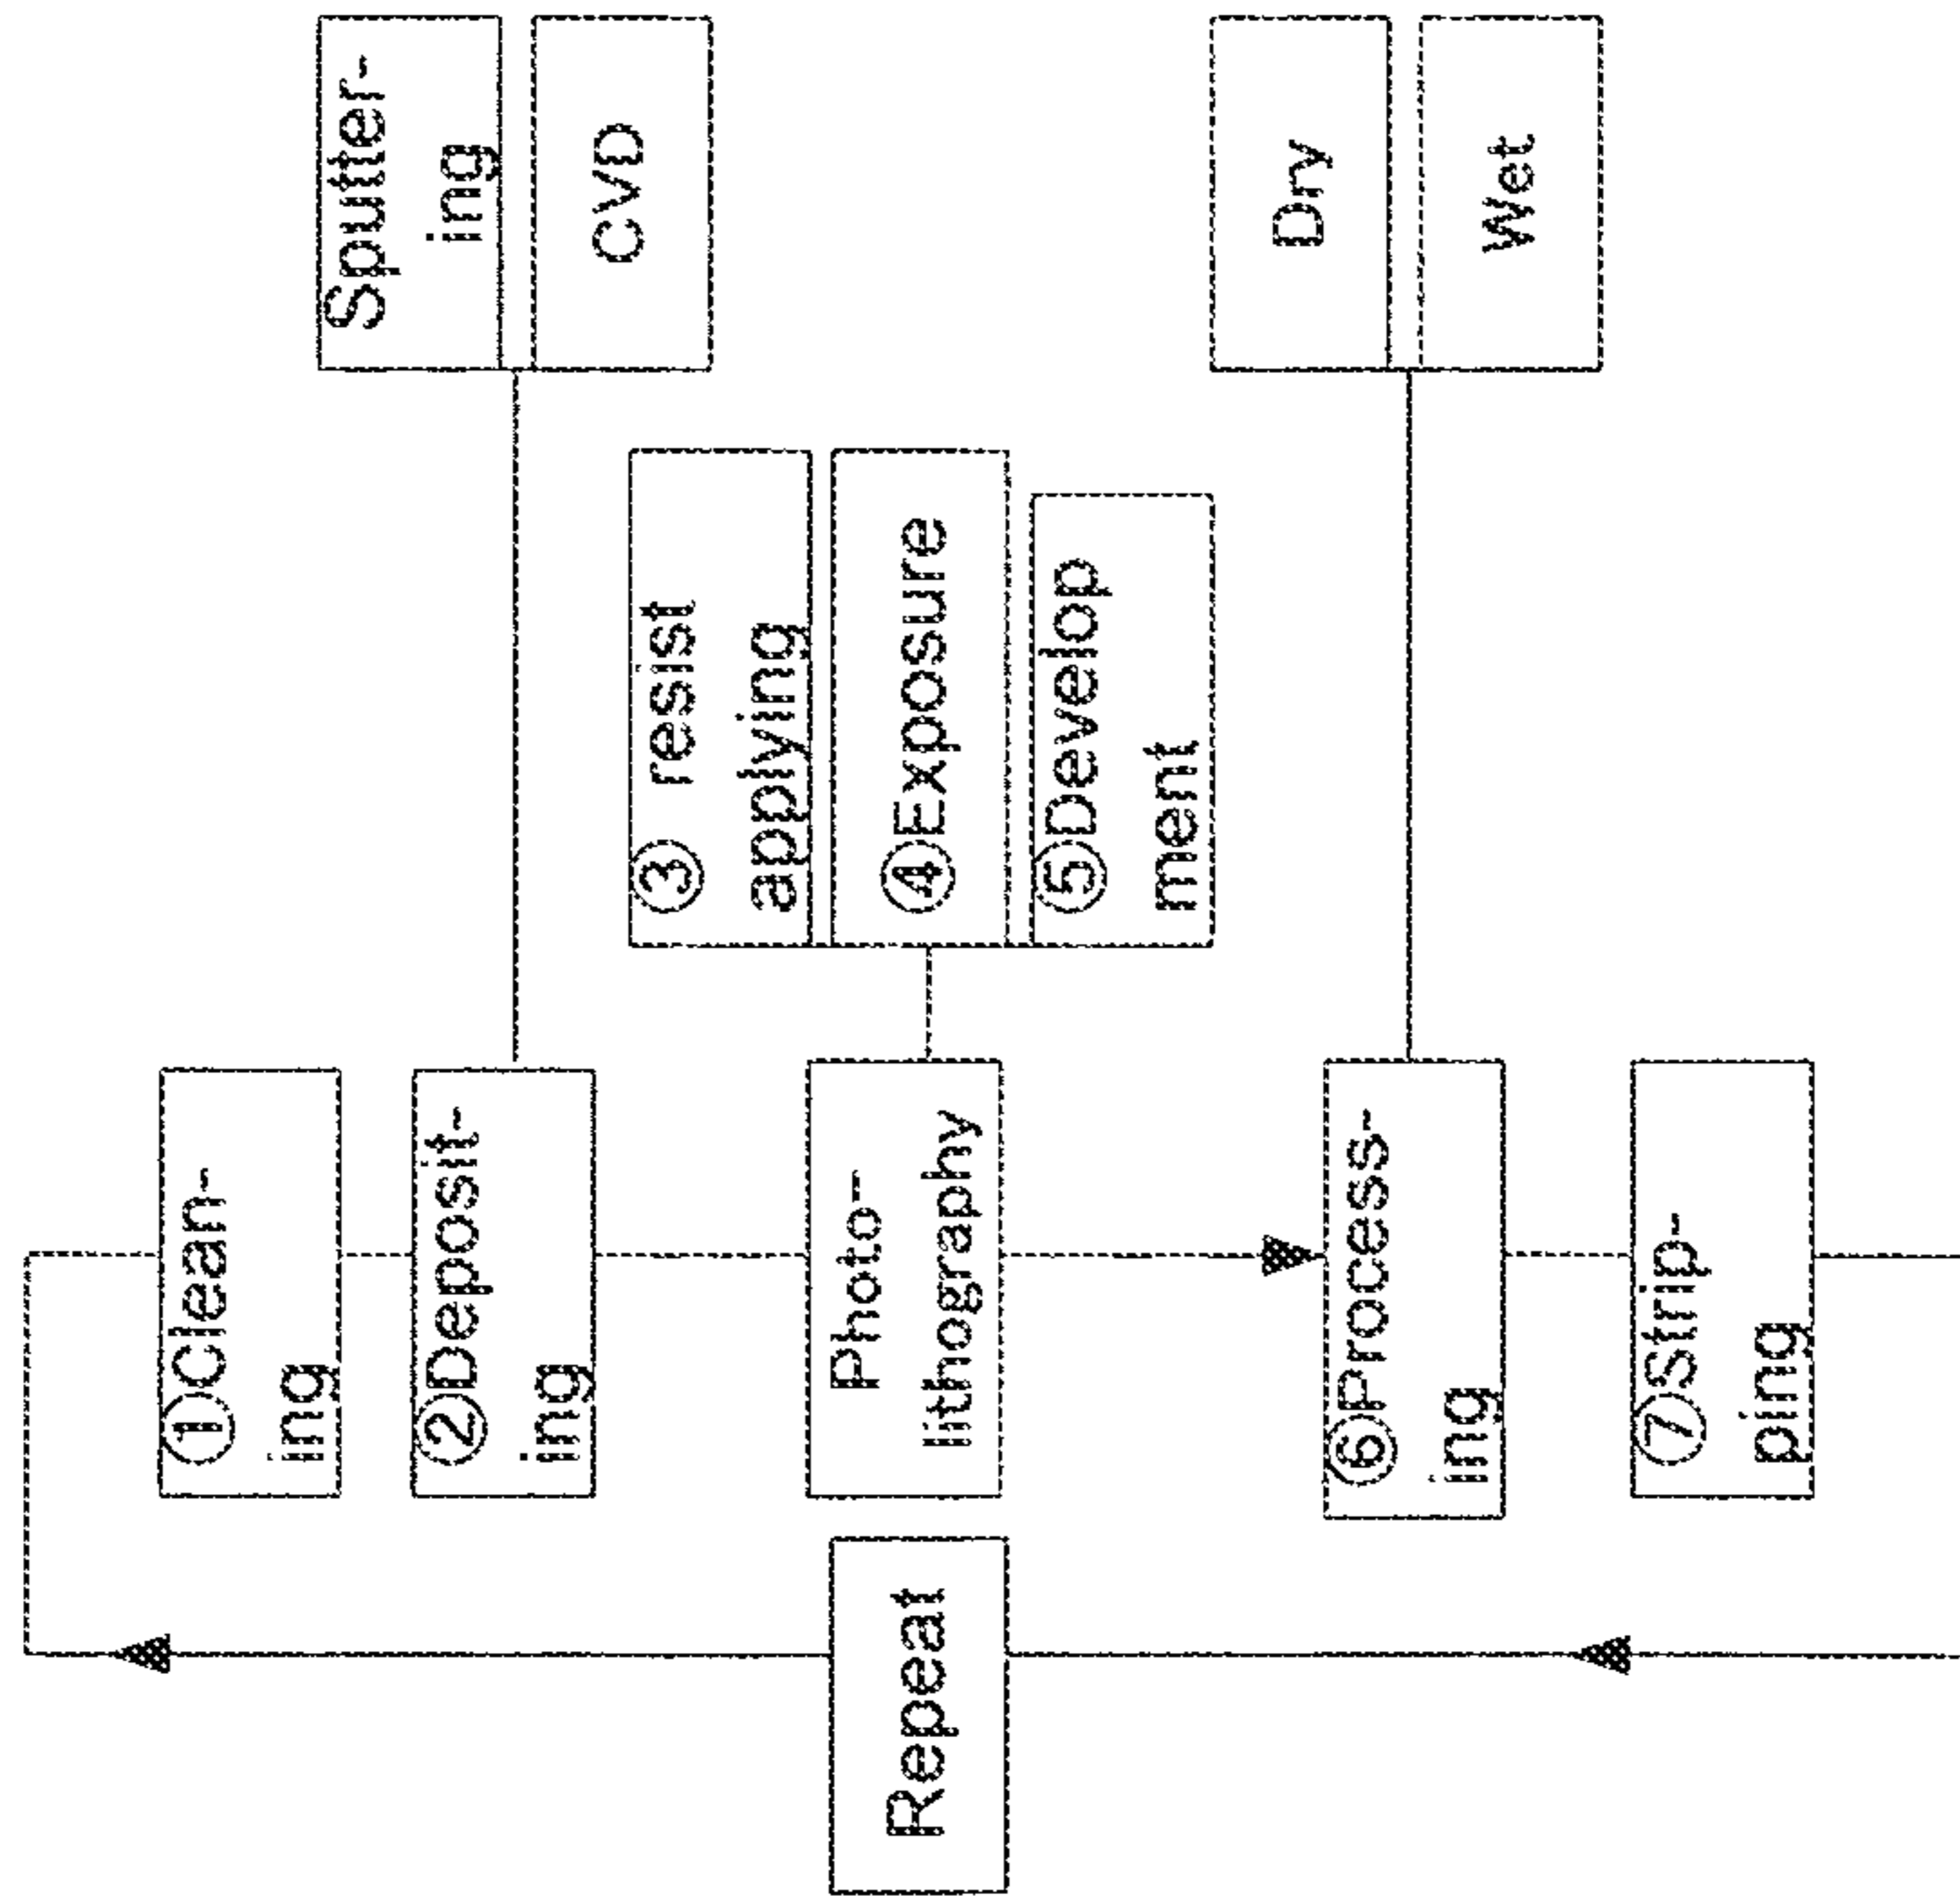 Sputter-
ing
CVD
Dry
Wet
③ resist
applying
④Exposure
⑤Develop
ment
①Clean-
ing
②Deposit-
ing
Photo-
lithography
⑥Process-
ing
⑦Strip-
ping
Repeat